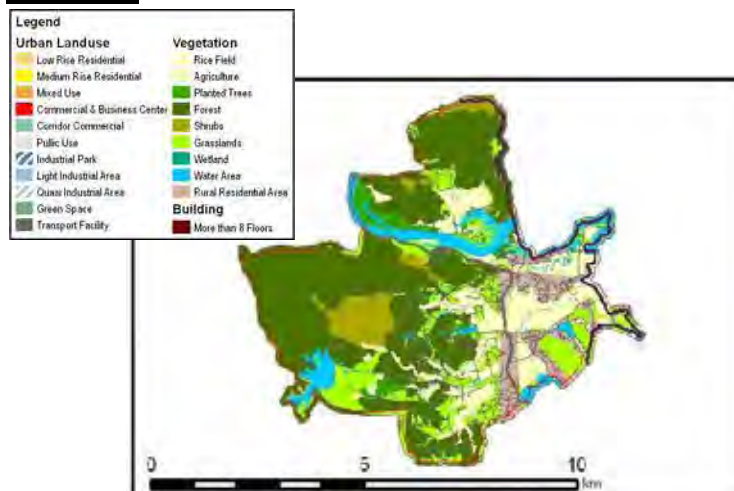 Legend
Urban Landuse
Low Rise Residential
Medium Rise Residential
Mixed Use
Commercial & Business Center
Corridor Commercial
Pullic Use
Industrial Park
Light Industrial Area
Quasi Industrial Area
Green Space
Transport Facility
Vegetation
Rice Field
Agriculture
Planted Trees
Forest
Shrubs
Grasslands
Wetland
Water Area
Rural Residential Area
Building
More than 8 Floors
0 5 10
km